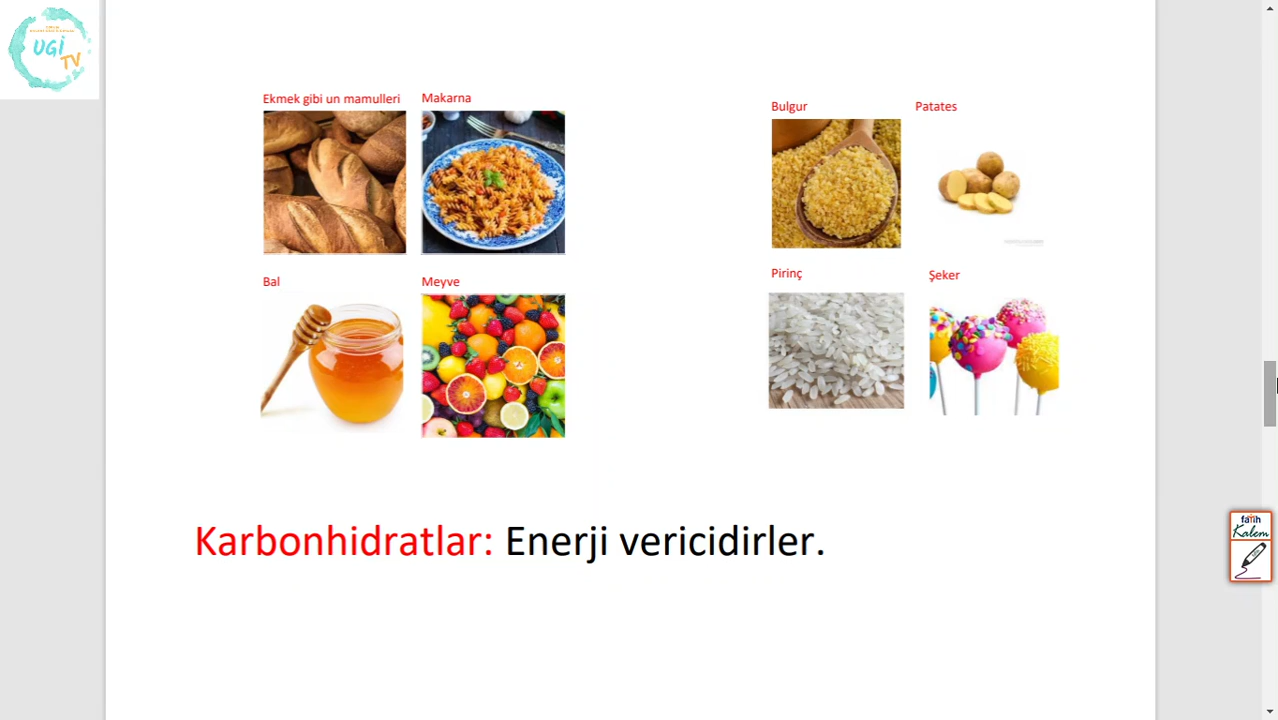 UGİ
TV
Ekmek gibi un mamulleri
Makarna
Bulgur
Patates
Bal
Meyve
Pirinç
Şeker
Karbonhidratlar: Enerji vericidirler.
fatih
Kalem